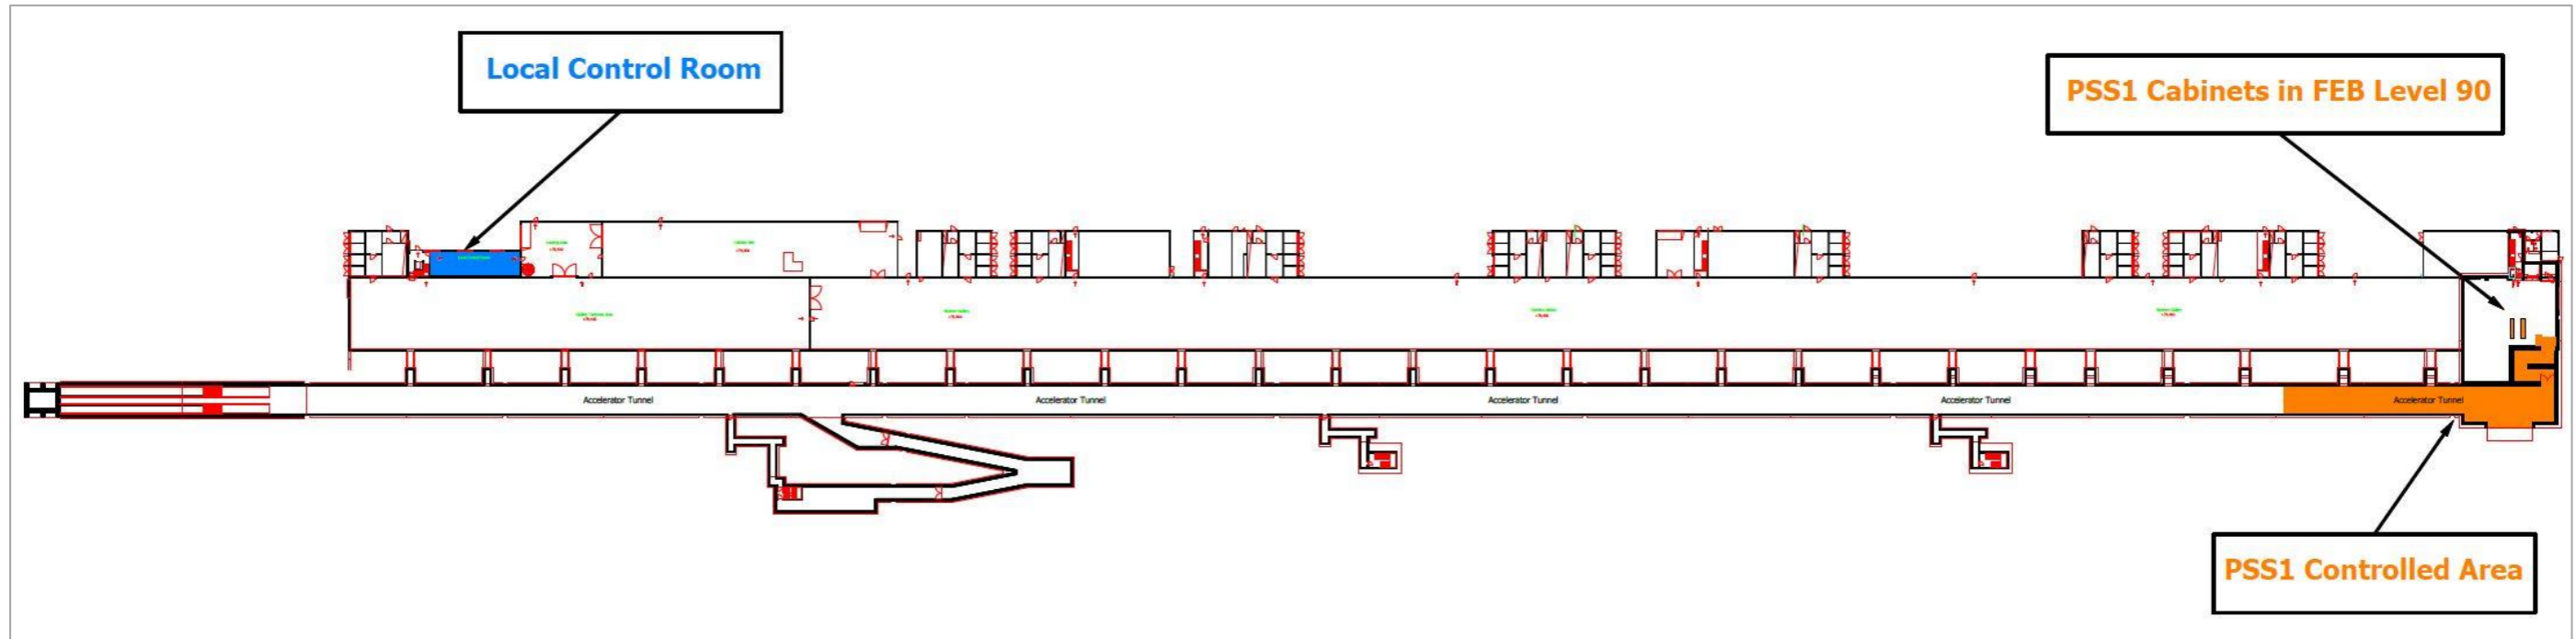 Local Control Room
PSS1 Cabinets in FEB Level 90
Accelerator Tunnel
Accelerator Tunnel
Accelerator Tunnel
Accelerator Tunnel
Accelerator Tunnel
PSS1 Controlled Area